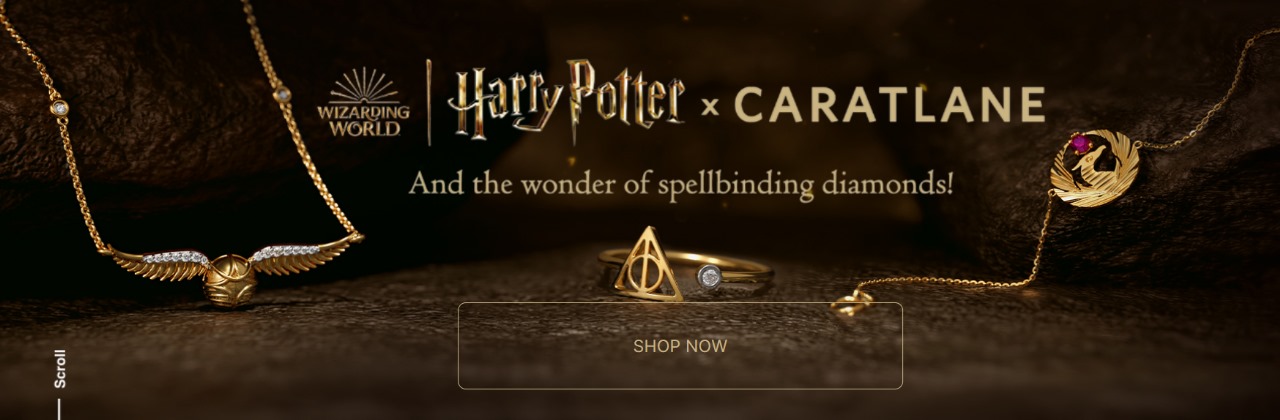 WIZARDING
WORLD
Harry Potter x CARATLANE
And the wonder of spellbinding diamonds!
SHOP NOW
Scroll